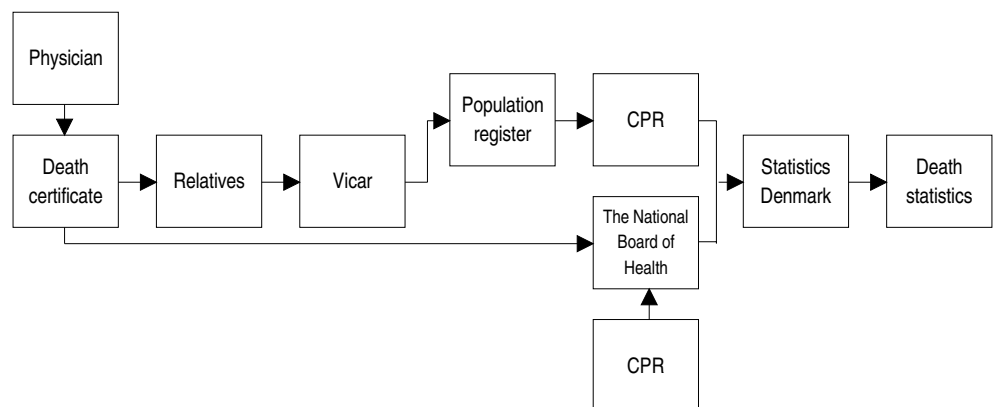 Physician
Death
certificate
Relatives
Vicar
Population
register
CPR
The National
Board of
Health
CPR
Statistics
Denmark
Death
statistics